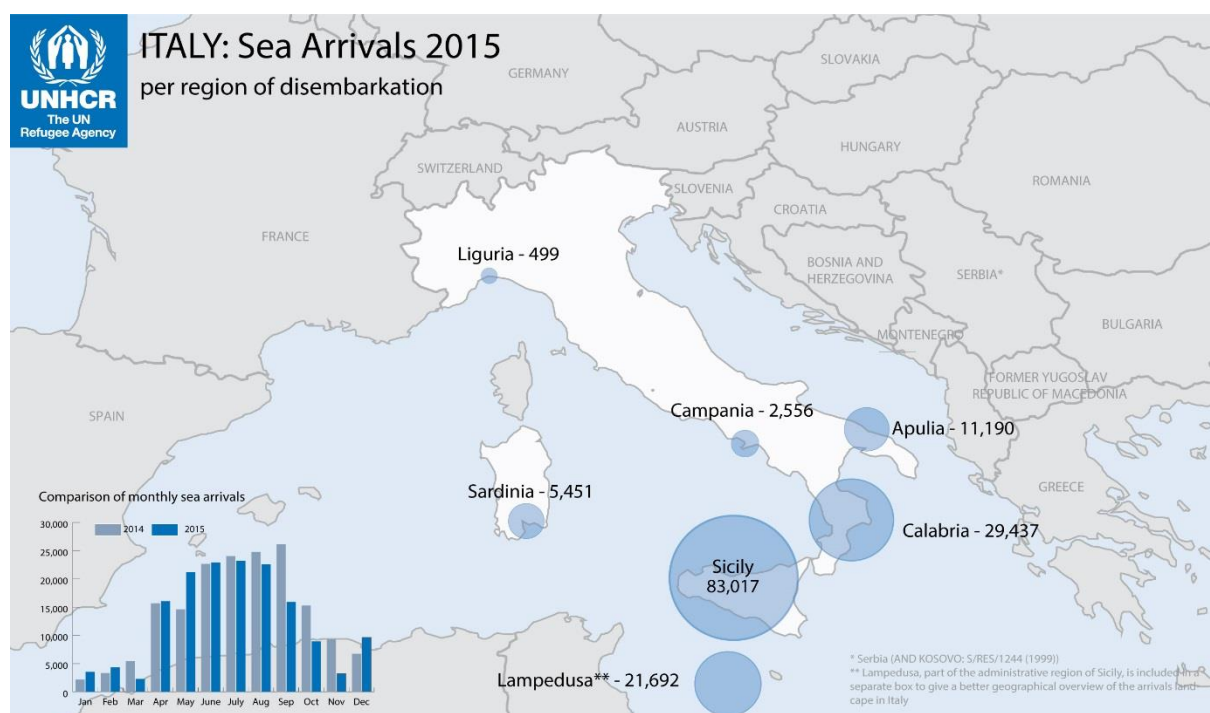 UNHCR
The UN
Refugee Agency
ITALY: Sea Arrivals 2015
per region of disembarkation
GERMANY
SLOVAKIA
AUSTRIA
HUNGARY
SWITZERLAND
SLOVENIA
ROMANIA
CROATIA
FRANCE
Liguria - 499
BOSNIA AND
HERZEGOVINA
SERBIA*
BULGARIA
MONTENEGRO
FORMER YUGOSLAV
REPUBLIC OF MACEDONIA
SPAIN
Campania - 2,556
Apulia - 11,190
Sardinia - 5,451
GREECE
Calabria - 29,437
Sicily
83,017
Lampedusa** - 21,692
Comparison of monthly sea arrivals
2014 2015
30,000
25,000
20,000
15,000
10,000
5,000
0
Jan Feb Mar Apr May June July Aug Sep Oct Nov Dec
* Serbia (AND KOSOVO: S/RES/1244 (1999))
** Lampedusa, part of the administrative region of Sicily, is included in a
separate box to give a better geographical overview of the arrivals land-
cape in Italy